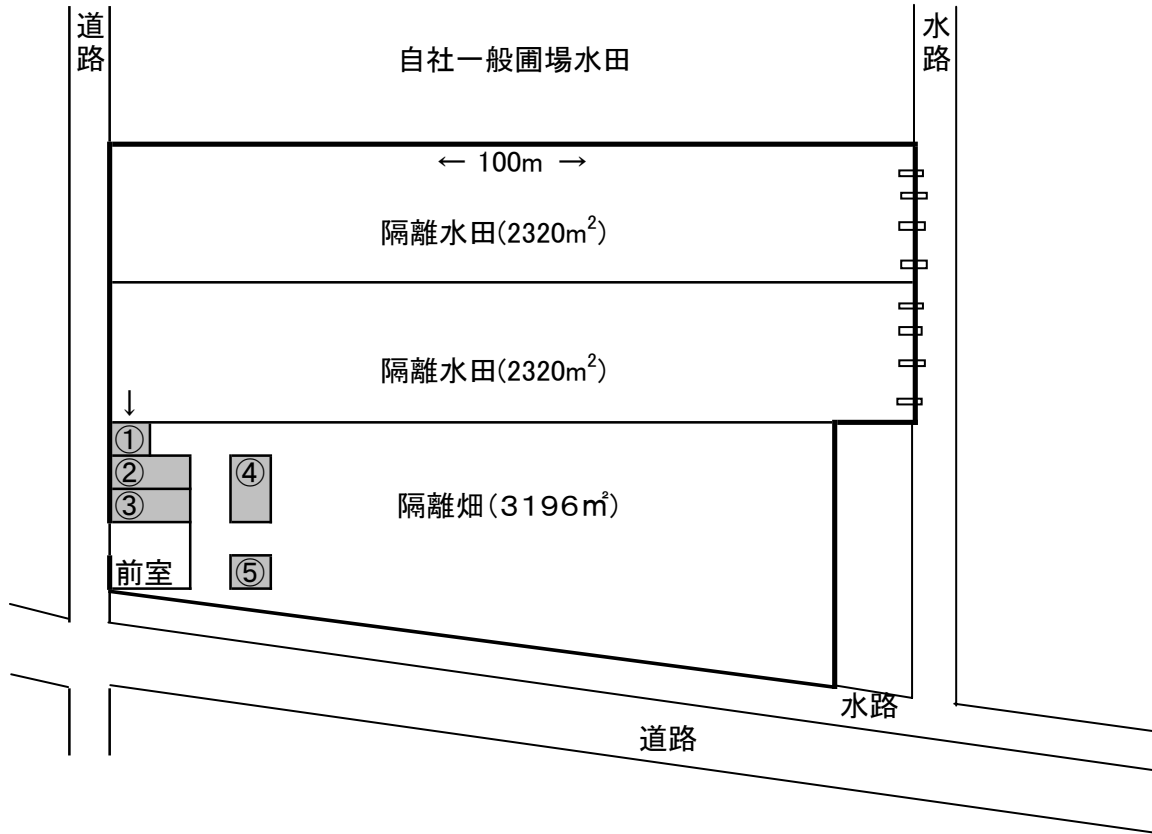 道路
水路
自社一般圃場水田
← 100m →
隔離水田(2320m²)
隔離水田(2320m²)
↓
①
②
④
③
隔離畑(3196㎡)
前室
⑤
水路
道路